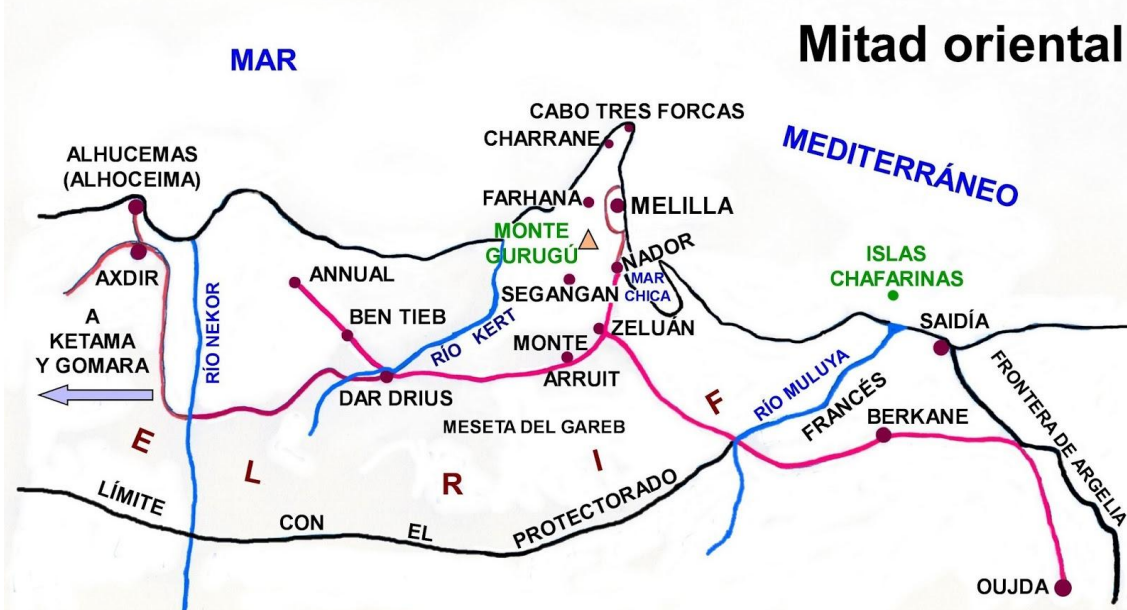 Mitad oriental
MAR
MEDITERRÁNEO
CABO TRES FORCAS
CHARRANE
ALHUCEMAS
(ALHOCEIMA)
FARHANA
MELILLA
MONTE
GURUGÚ
NADOR
ISLAS
CHAFARINAS
AXDIR
ANNUAL
SEGANGAN
MAR
CHICA
A
KETAMA
Y GOMARA
RÍO NEKOR
BEN TIEB
RÍO KERT
ZELUÁN
SAIDÍA
MONTE
ARRUIT
DAR DRIUS
RÍO MULUYA
FRANCÉS
FRONTERA DE ARGELIA
BERKANE
MESETA DEL GAREB
E L R I F
LÍMITE CON EL PROTECTORADO
OUJDA